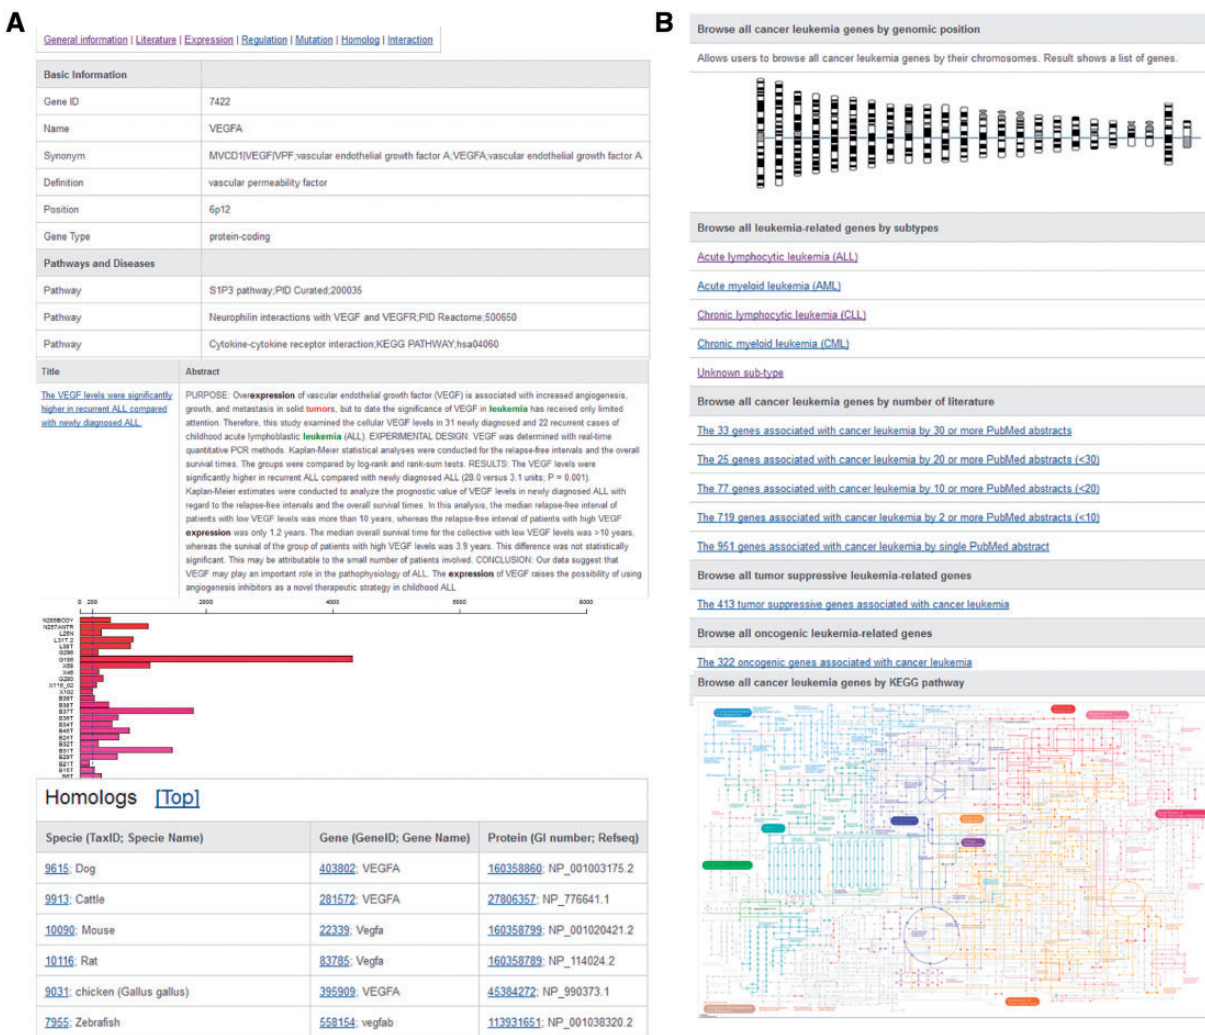 A
General information | Literature | Expression | Regulation | Mutation | Homolog | Interaction
Basic Information
Gene ID 7422
Name VEGFA
Synonym MVCD1|VEGF|VPF;vascular endothelial growth factor A;VEGFA;vascular endothelial growth factor A
Definition vascular permeability factor
Position 6p12
Gene Type protein-coding
Pathways and Diseases
Pathway S1P3 pathway;PID Curated;200035
Pathway Neurophilin interactions with VEGF and VEGFR;PID Reactome;500650
Pathway Cytokine-cytokine receptor interaction;KEGG PATHWAY;hsa04060
Title Abstract
The VEGF levels were significantly
higher in recurrent ALL compared
with newly diagnosed ALL.
PURPOSE: Overexpression of vascular endothelial growth factor (VEGF) is associated with increased angiogenesis,
growth, and metastasis in solid tumors, but to date the significance of VEGF in leukemia has received only limited
attention. Therefore, this study examined the cellular VEGF levels in 31 newly diagnosed and 22 recurrent cases of
childhood acute lymphoblastic leukemia (ALL). EXPERIMENTAL DESIGN: VEGF was determined with real-time
quantitative PCR methods. Kaplan-Meier statistical analyses were conducted for the relapse-free intervals and the overall
survival times. The groups were compared by log-rank and rank-sum tests. RESULTS: The VEGF levels were
significantly higher in recurrent ALL compared with newly diagnosed ALL (28.0 versus 3.1 units; P = 0.001).
Kaplan-Meier estimates were conducted to analyze the prognostic value of VEGF levels in newly diagnosed ALL with
regard to the relapse-free intervals and the overall survival times. In this analysis, the median relapse-free interval of
patients with low VEGF levels was more than 10 years, whereas the relapse-free interval of patients with high VEGF
expression was only 1.2 years. The median overall survival time for the collective with low VEGF levels was >10 years,
whereas the survival of the group of patients with high VEGF levels was 3.9 years. This difference was not statistically
significant. This may be attributable to the small number of patients involved. CONCLUSION: Our data suggest that
VEGF may play an important role in the pathophysiology of ALL. The expression of VEGF raises the possibility of using
angiogenesis inhibitors as a novel therapeutic strategy in childhood ALL
0 200 2000 4000 6000 8000
N257ANTR
L25N
L31T 2
L38T
G296
G186
X46
G280
X116_02
X102
B39T
B38T
B37T
B36T
B34T
B40T
B24T
B32T
B31T
B29T
B21T
B15T
B6T
Homologs [Top]
Specie (TaxID; Specie Name) Gene (GeneID; Gene Name) Protein (GI number; Refseq)
9615; Dog 403802; VEGFA 160358860; NP_001003175.2
9913; Cattle 281572; VEGFA 27806357; NP_776641.1
10090; Mouse 22339; Vegfa 160358799; NP_001020421.2
10116; Rat 83785; Vegfa 160358789; NP_114024.2
9031; chicken (Gallus gallus) 395909; VEGFA 45384272; NP_990373.1
7955; Zebrafish 558154; vegfab 113931651; NP_001038320.2
B
Browse all cancer leukemia genes by genomic position
Allows users to browse all cancer leukemia genes by their chromosomes. Result shows a list of genes.
Browse all leukemia-related genes by subtypes
Acute lymphocytic leukemia (ALL)
Acute myeloid leukemia (AML)
Chronic lymphocytic leukemia (CLL)
Chronic myeloid leukemia (CML)
Unknown sub-type
Browse all cancer leukemia genes by number of literature
The 33 genes associated with cancer leukemia by 30 or more PubMed abstracts
The 25 genes associated with cancer leukemia by 20 or more PubMed abstracts (<30)
The 77 genes associated with cancer leukemia by 10 or more PubMed abstracts (<20)
The 719 genes associated with cancer leukemia by 2 or more PubMed abstracts (<10)
The 951 genes associated with cancer leukemia by single PubMed abstract
Browse all tumor suppressive leukemia-related genes
The 413 tumor suppressive genes associated with cancer leukemia
Browse all oncogenic leukemia-related genes
The 322 oncogenic genes associated with cancer leukemia
Browse all cancer leukemia genes by KEGG pathway